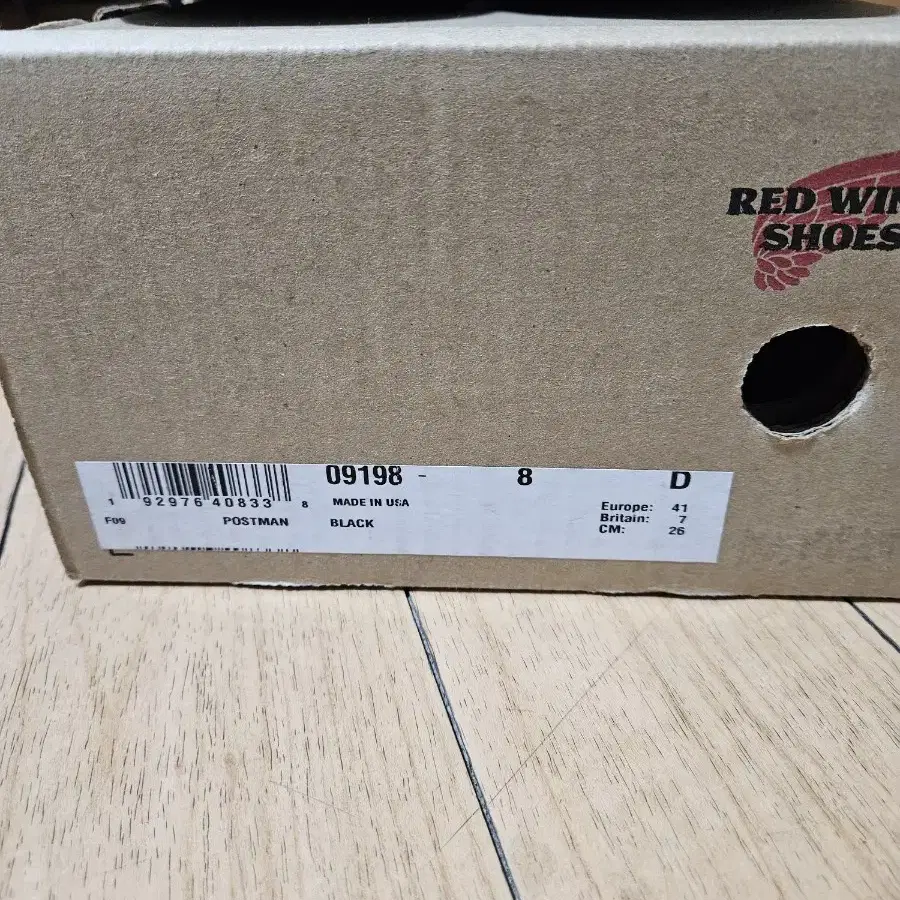 RED WIN
SHOES
09198 - 8 D
1 92976 40833 8
MADE IN USA
F09 POSTMAN BLACK
Europe: 41
Britain: 7
CM: 26